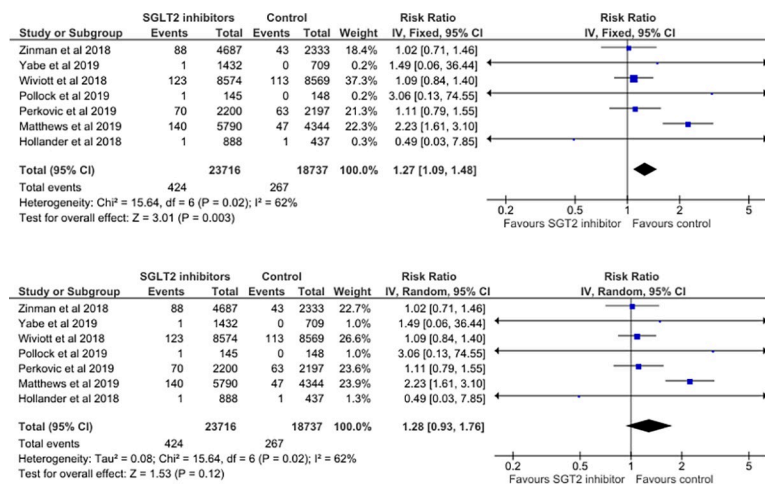 SGLT2 inhibitors Control Risk Ratio Risk Ratio
Study or Subgroup Events Total Events Total Weight IV, Fixed, 95% CI IV, Fixed, 95% CI
Zinman et al 2018 88 4687 43 2333 18.4% 1.02 [0.71, 1.46]
Yabe et al 2019 1 1432 0 709 0.2% 1.49 [0.06, 36.44]
Wiviott et al 2018 123 8574 113 8569 37.3% 1.09 [0.84, 1.40]
Pollock et al 2019 1 145 0 148 0.2% 3.06 [0.13, 74.55]
Perkovic et al 2019 70 2200 63 2197 21.3% 1.11 [0.79, 1.55]
Matthews et al 2019 140 5790 47 4344 22.3% 2.23 [1.61, 3.10]
Hollander et al 2018 1 888 1 437 0.3% 0.49 [0.03, 7.85]
Total (95% CI) 23716 18737 100.0% 1.27 [1.09, 1.48]
Total events 424 267
Heterogeneity: Chi² = 15.64, df = 6 (P = 0.02); I² = 62%
Test for overall effect: Z = 3.01 (P = 0.003)
0.2 0.5 1 2 5
Favours SGT2 inhibitor Favours control
SGLT2 inhibitors Control Risk Ratio Risk Ratio
Study or Subgroup Events Total Events Total Weight IV, Random, 95% CI IV, Random, 95% CI
Zinman et al 2018 88 4687 43 2333 22.7% 1.02 [0.71, 1.46]
Yabe et al 2019 1 1432 0 709 1.0% 1.49 [0.06, 36.44]
Wiviott et al 2018 123 8574 113 8569 26.6% 1.09 [0.84, 1.40]
Pollock et al 2019 1 145 0 148 1.0% 3.06 [0.13, 74.55]
Perkovic et al 2019 70 2200 63 2197 23.6% 1.11 [0.79, 1.55]
Matthews et al 2019 140 5790 47 4344 23.9% 2.23 [1.61, 3.10]
Hollander et al 2018 1 888 1 437 1.3% 0.49 [0.03, 7.85]
Total (95% CI) 23716 18737 100.0% 1.28 [0.93, 1.76]
Total events 424 267
Heterogeneity: Tau² = 0.08; Chi² = 15.64, df = 6 (P = 0.02); I² = 62%
Test for overall effect: Z = 1.53 (P = 0.12)
0.2 0.5 1 2 5
Favours SGT2 inhibitor Favours control